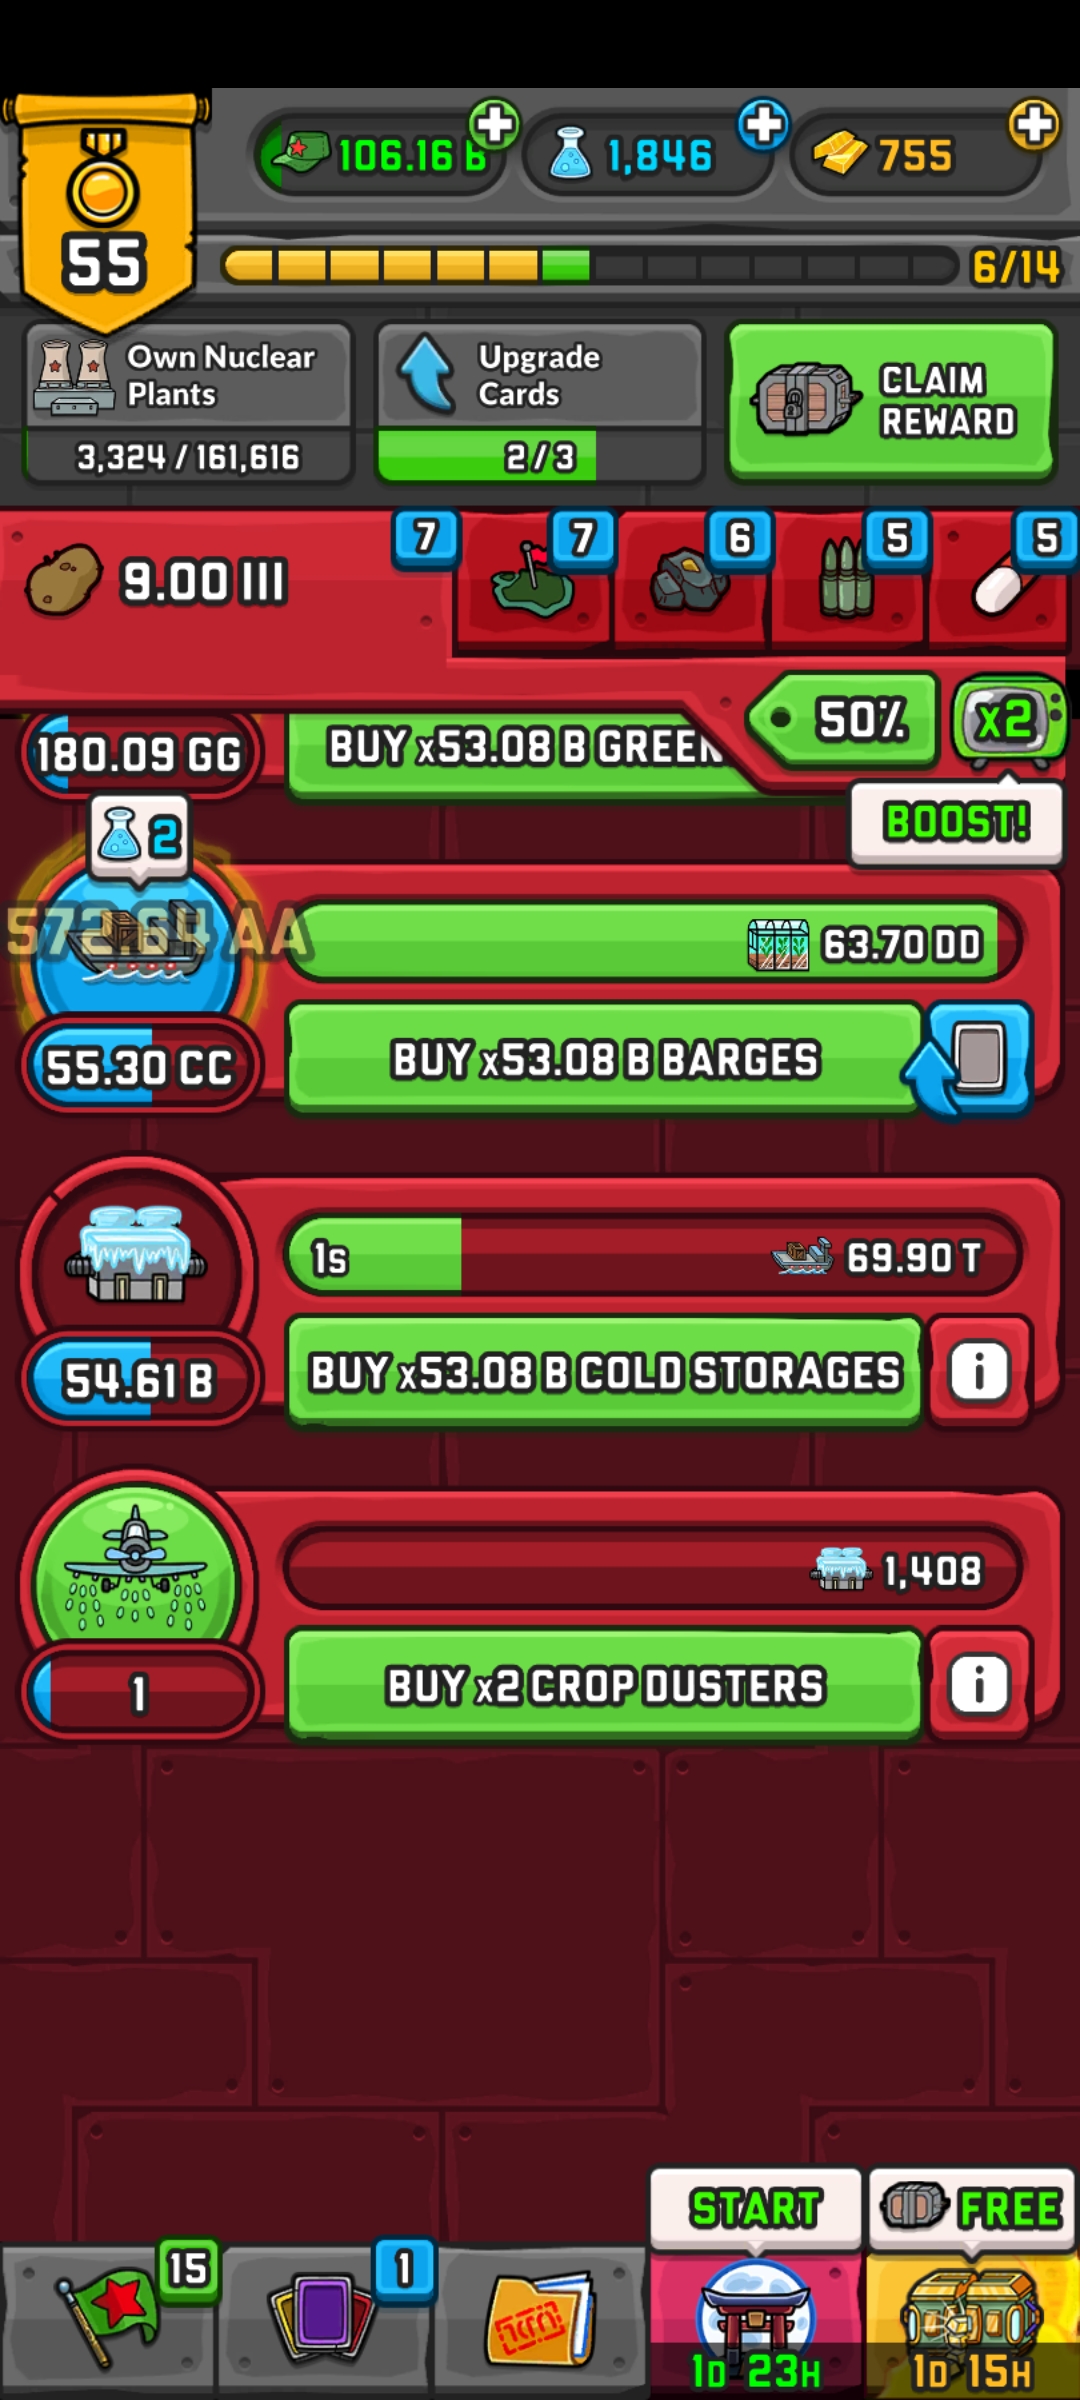 106.16 B
1,846
755
55
6/14
Own Nuclear
Plants
3,324 / 161,616
Upgrade
Cards
2 / 3
CLAIM
REWARD
9.00 III
7
7
6
5
5
180.09 GG
BUY x53.08 B GREEN
50%
x2
BOOST!
2
572.64 AA
63.70 DD
55.30 CC
BUY x53.08 B BARGES
1s
69.90 T
54.61 B
BUY x53.08 B COLD STORAGES
i
1,408
1
BUY x2 CROP DUSTERS
i
START
FREE
15
1
1D 23H
1D 15H